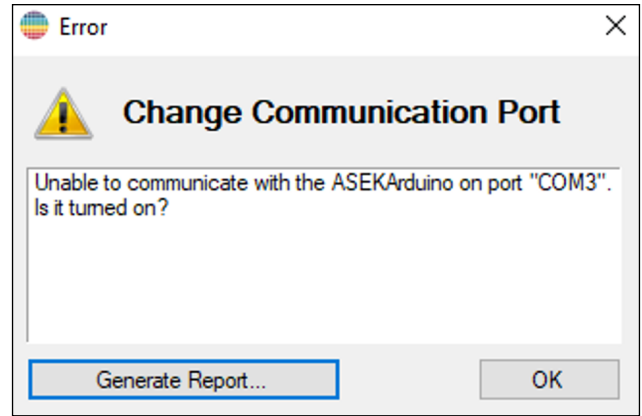 Error
Change Communication Port
Unable to communicate with the ASEKArduino on port "COM3".
Is it turned on?
Generate Report...
OK